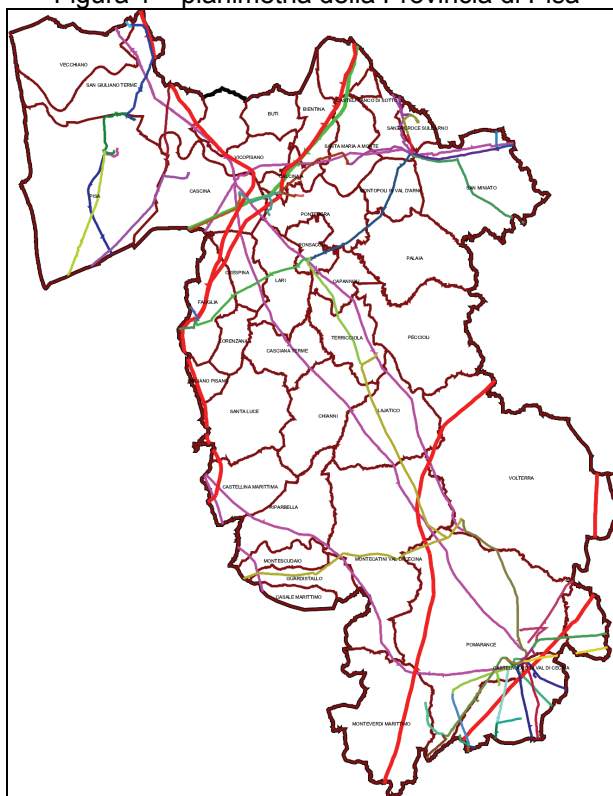 Figura 1 – planimetria della Provincia di Pisa
VECCHIANO
SAN GIULIANO TERME
BUTI
BIENTINA
CASTELFRANCO DI SOTTO
SANTA CROCE SULL'ARNO
SANTA MARIA A MONTE
VICOPISANO
CALCINAIA
CASCINA
PISA
MONTOPOLI IN VAL D'ARNO
SAN MINIATO
PONTEDERA
PONSACCO
PALAIA
CRESPINA
LARI
CAPANNOLI
FAUGLIA
LORENZANA
CASCIANA TERME
TERRICCIOLA
PECCIOLI
ORCIANO PISANO
SANTA LUCE
CHIANNI
LAJATICO
VOLTERRA
CASTELLINA MARITTIMA
RIPARBELLA
MONTESCUDAIO
MONTECATINI VAL DI CECINA
GUARDISTALLO
CASALE MARITTIMO
POMARANCE
CASTELNUOVO DI VAL DI CECINA
MONTEVERDI MARITTIMO